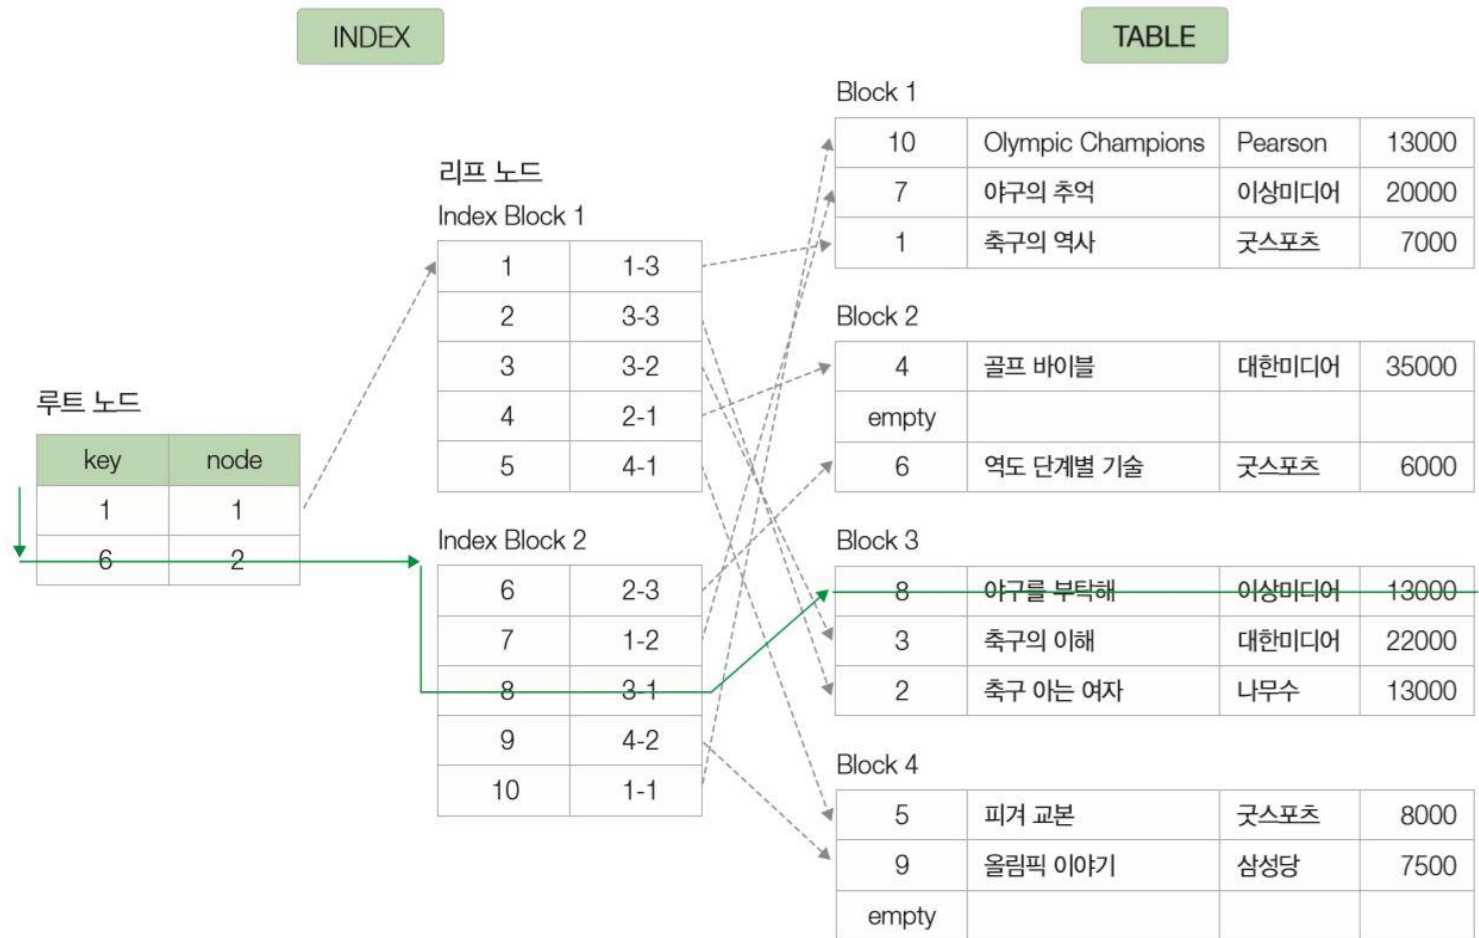 INDEX
TABLE
루트 노드
key node
1 1
6 2
리프 노드
Index Block 1
1 1-3
2 3-3
3 3-2
4 2-1
5 4-1
Index Block 2
6 2-3
7 1-2
8 3-1
9 4-2
10 1-1
Block 1
10 Olympic Champions Pearson 13000
7 야구의 추억 이상미디어 20000
1 축구의 역사 굿스포츠 7000
Block 2
4 골프 바이블 대한미디어 35000
empty
6 역도 단계별 기술 굿스포츠 6000
Block 3
8 야구를 부탁해 이상미디어 13000
3 축구의 이해 대한미디어 22000
2 축구 아는 여자 나무수 13000
Block 4
5 피겨 교본 굿스포츠 8000
9 올림픽 이야기 삼성당 7500
empty